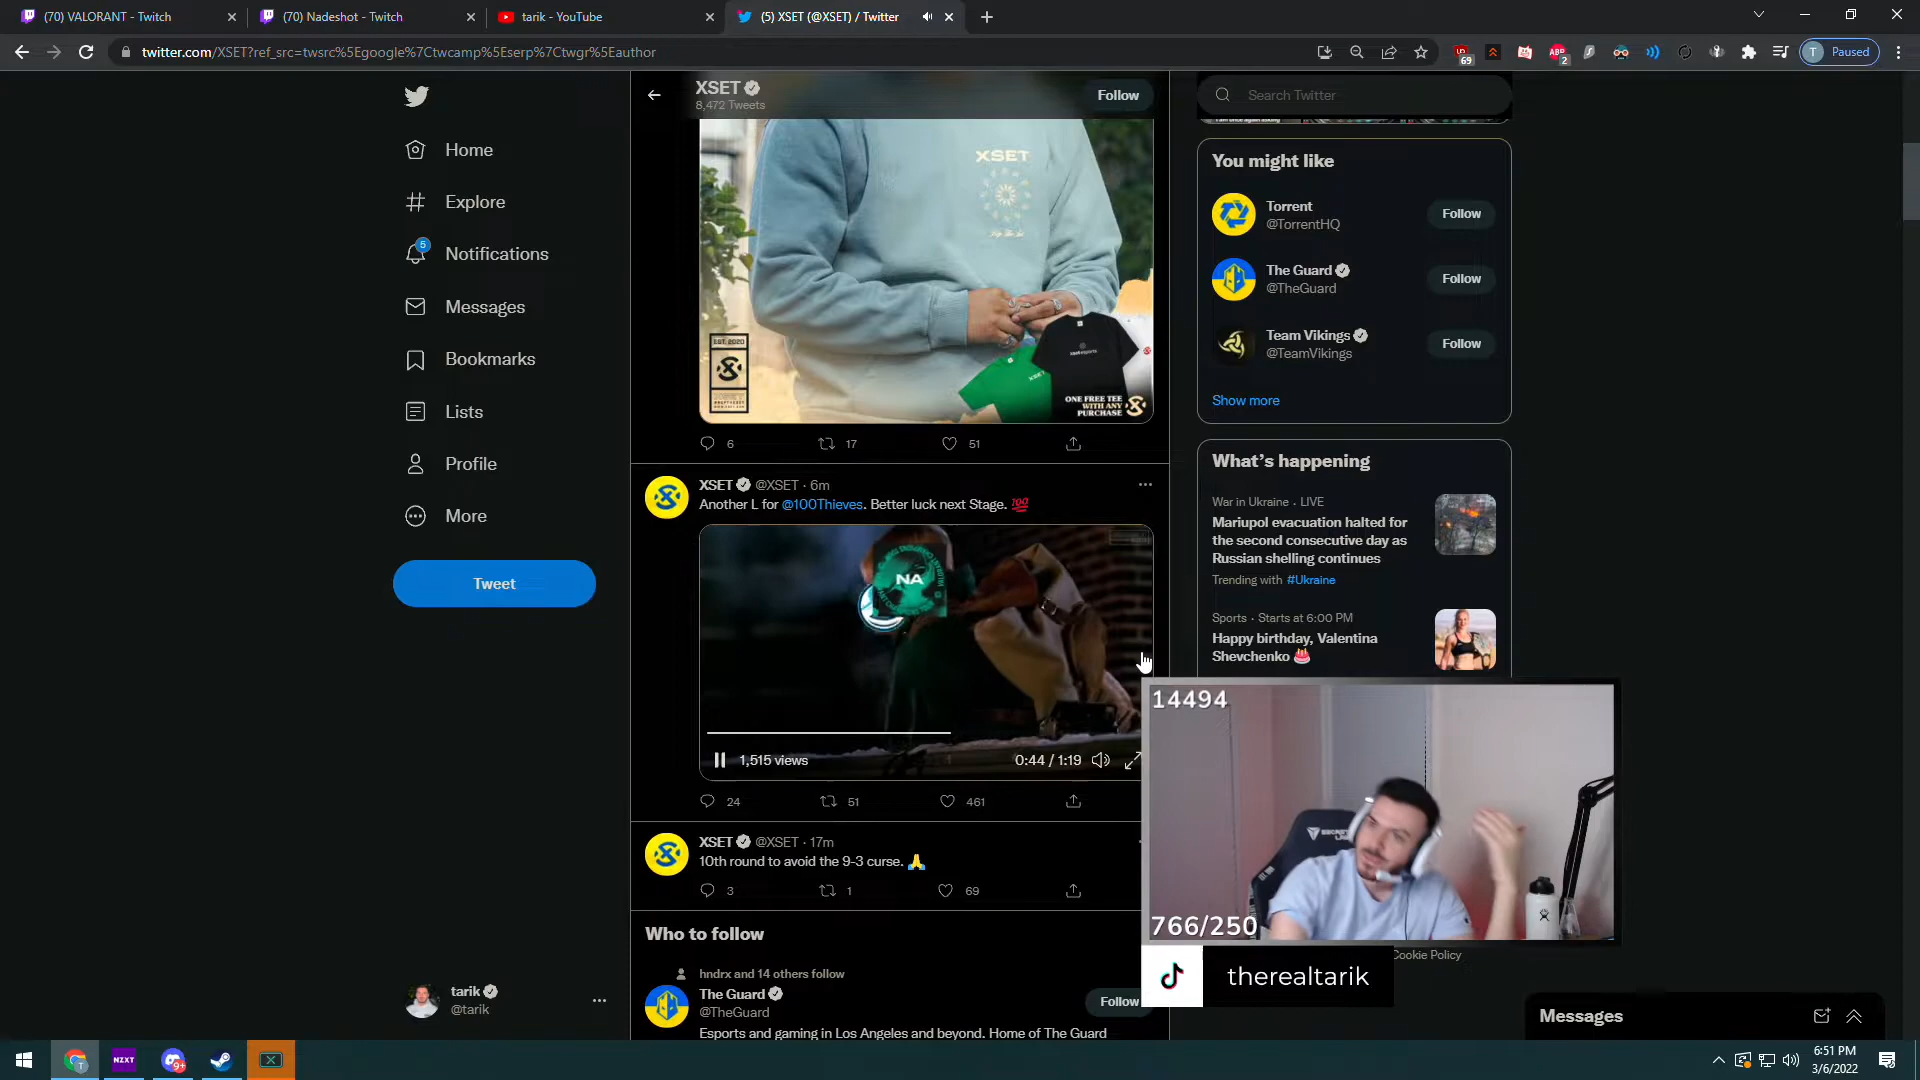 (70) VALORANT - Twitch
(70) Nadeshot - Twitch
tarik - YouTube
(5) XSET (@XSET) / Twitter
twitter.com/XSET?ref_src=twsrc%5Egoogle%7Ctwcamp%5Eserp%7Ctwgr%5Eauthor
69
2
T Paused
Home
Explore
5
Notifications
Messages
Bookmarks
Lists
Profile
More
Tweet
tarik
@tarik
XSET
8,472 Tweets
Follow
XSET
EST. 2020
ONE FREE TEE
WITH ANY
PURCHASE
6 17 51
XSET @XSET · 6m
Another L for @100Thieves. Better luck next Stage. 💯
NA
1,515 views
0:44 / 1:19
24 51 461
XSET @XSET · 17m
10th round to avoid the 9-3 curse. 🙏
3 1 69
Who to follow
hndrx and 14 others follow
The Guard
@TheGuard
Follow
Esports and gaming in Los Angeles and beyond. Home of The Guard
Search Twitter
You might like
Torrent
@TorrentHQ
Follow
The Guard
@TheGuard
Follow
Team Vikings
@TeamVikings
Follow
Show more
What's happening
War in Ukraine · LIVE
Mariupol evacuation halted for
the second consecutive day as
Russian shelling continues
Trending with #Ukraine
Sports · Starts at 6:00 PM
Happy birthday, Valentina
Shevchenko 🎂
14494
766/250
therealtarik
Cookie Policy
Messages
NZXT
9+
6:51 PM
3/6/2022